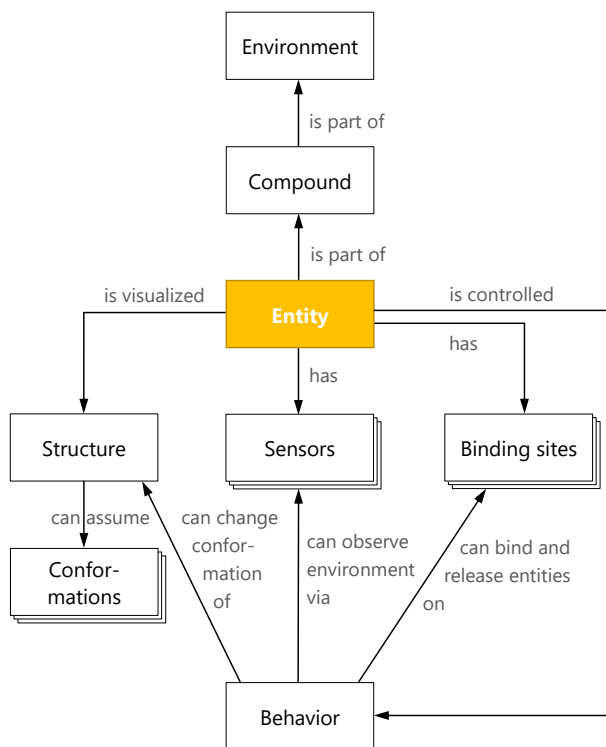 Environment
is part of
Compound
is part of
is visualized
Entity
is controlled
has
has
Structure
Sensors
Binding sites
can assume
can change
confor-
mation
of
can observe
environment
via
can bind and
release entities
on
Confor-
mations
Behavior